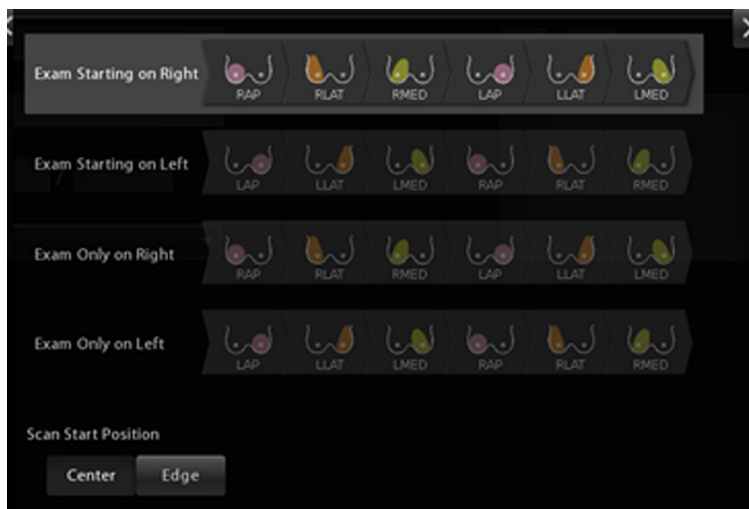 Exam Starting on Right
RAP RLAT RMED LAP LLAT LMED
Exam Starting on Left
LAP LLAT LMED RAP RLAT RMED
Exam Only on Right
RAP RLAT RMED LAP LLAT LMED
Exam Only on Left
LAP LLAT LMED RAP RLAT RMED
Scan Start Position
Center Edge